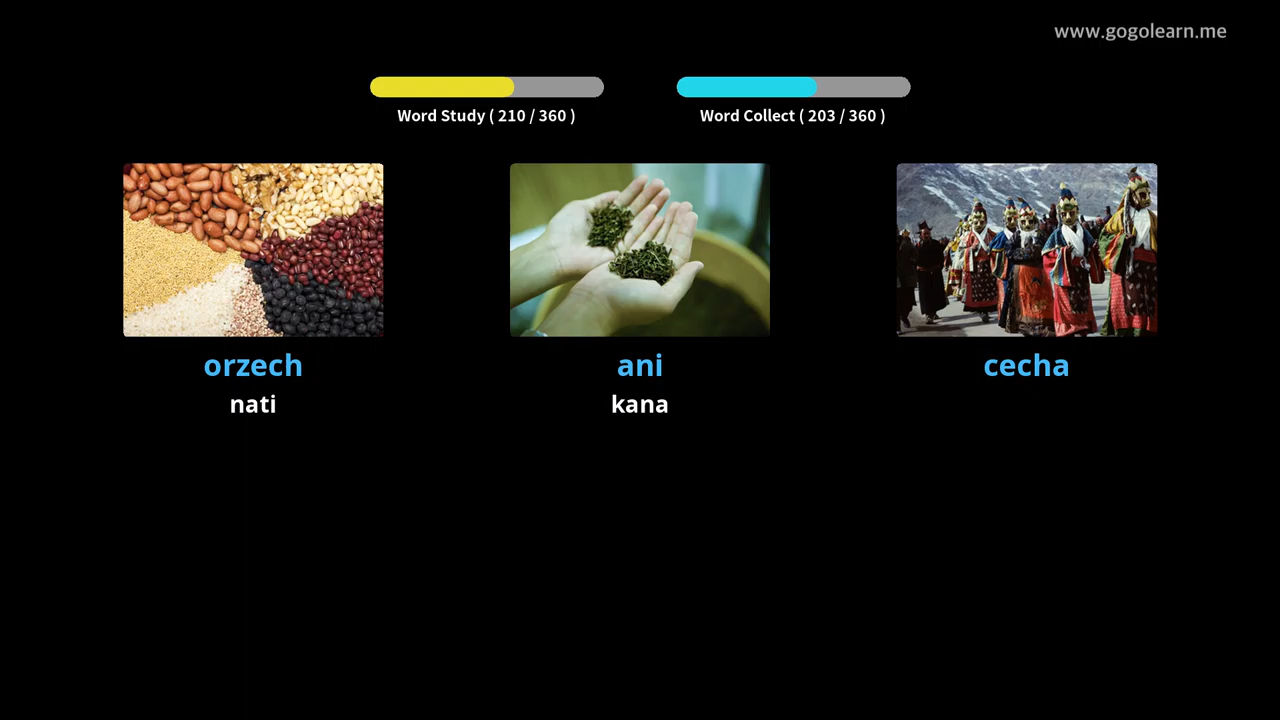 www.gogolearn.me
Word Study ( 210 / 360 )
Word Collect ( 203 / 360 )
orzech
nati
ani
kana
cecha